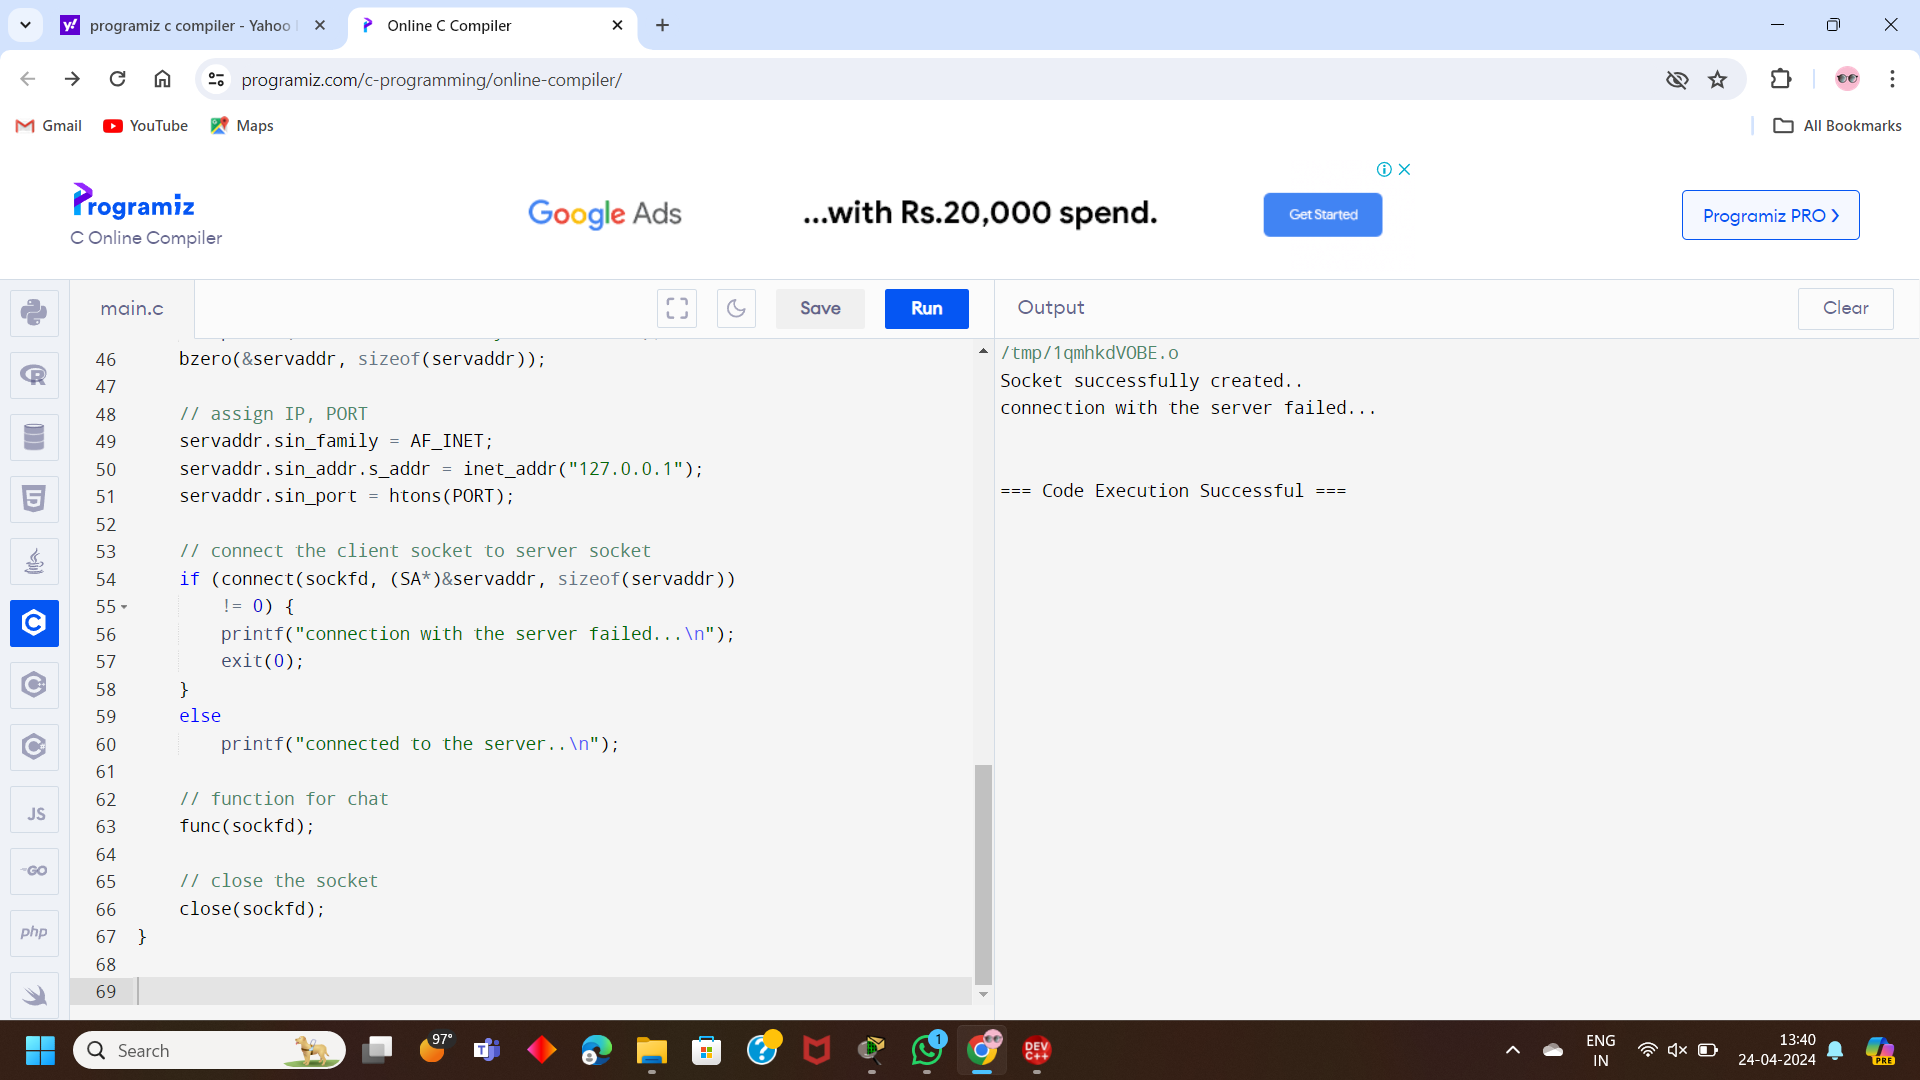 programiz c compiler - Yahoo
Online C Compiler
programiz.com/c-programming/online-compiler/
Gmail
YouTube
Maps
All Bookmarks
Programiz
C Online Compiler
Google Ads
...with Rs.20,000 spend.
Get Started
Programiz PRO ❯
main.c
Save
Run
Output
Clear
46 bzero(&servaddr, sizeof(servaddr));
47
48 // assign IP, PORT
49 servaddr.sin_family = AF_INET;
50 servaddr.sin_addr.s_addr = inet_addr("127.0.0.1");
51 servaddr.sin_port = htons(PORT);
52
53 // connect the client socket to server socket
54 if (connect(sockfd, (SA*)&servaddr, sizeof(servaddr))
55 != 0) {
56 printf("connection with the server failed...\n");
57 exit(0);
58 }
59 else
60 printf("connected to the server..\n");
61
62 // function for chat
63 func(sockfd);
64
65 // close the socket
66 close(sockfd);
67 }
68
69
/tmp/1qmhkdVOBE.o
Socket successfully created..
connection with the server failed...
=== Code Execution Successful ===
R
5
C
JS
GO
php
Search
97°
1
DEV
C++
ENG
IN
13:40
24-04-2024
PRE